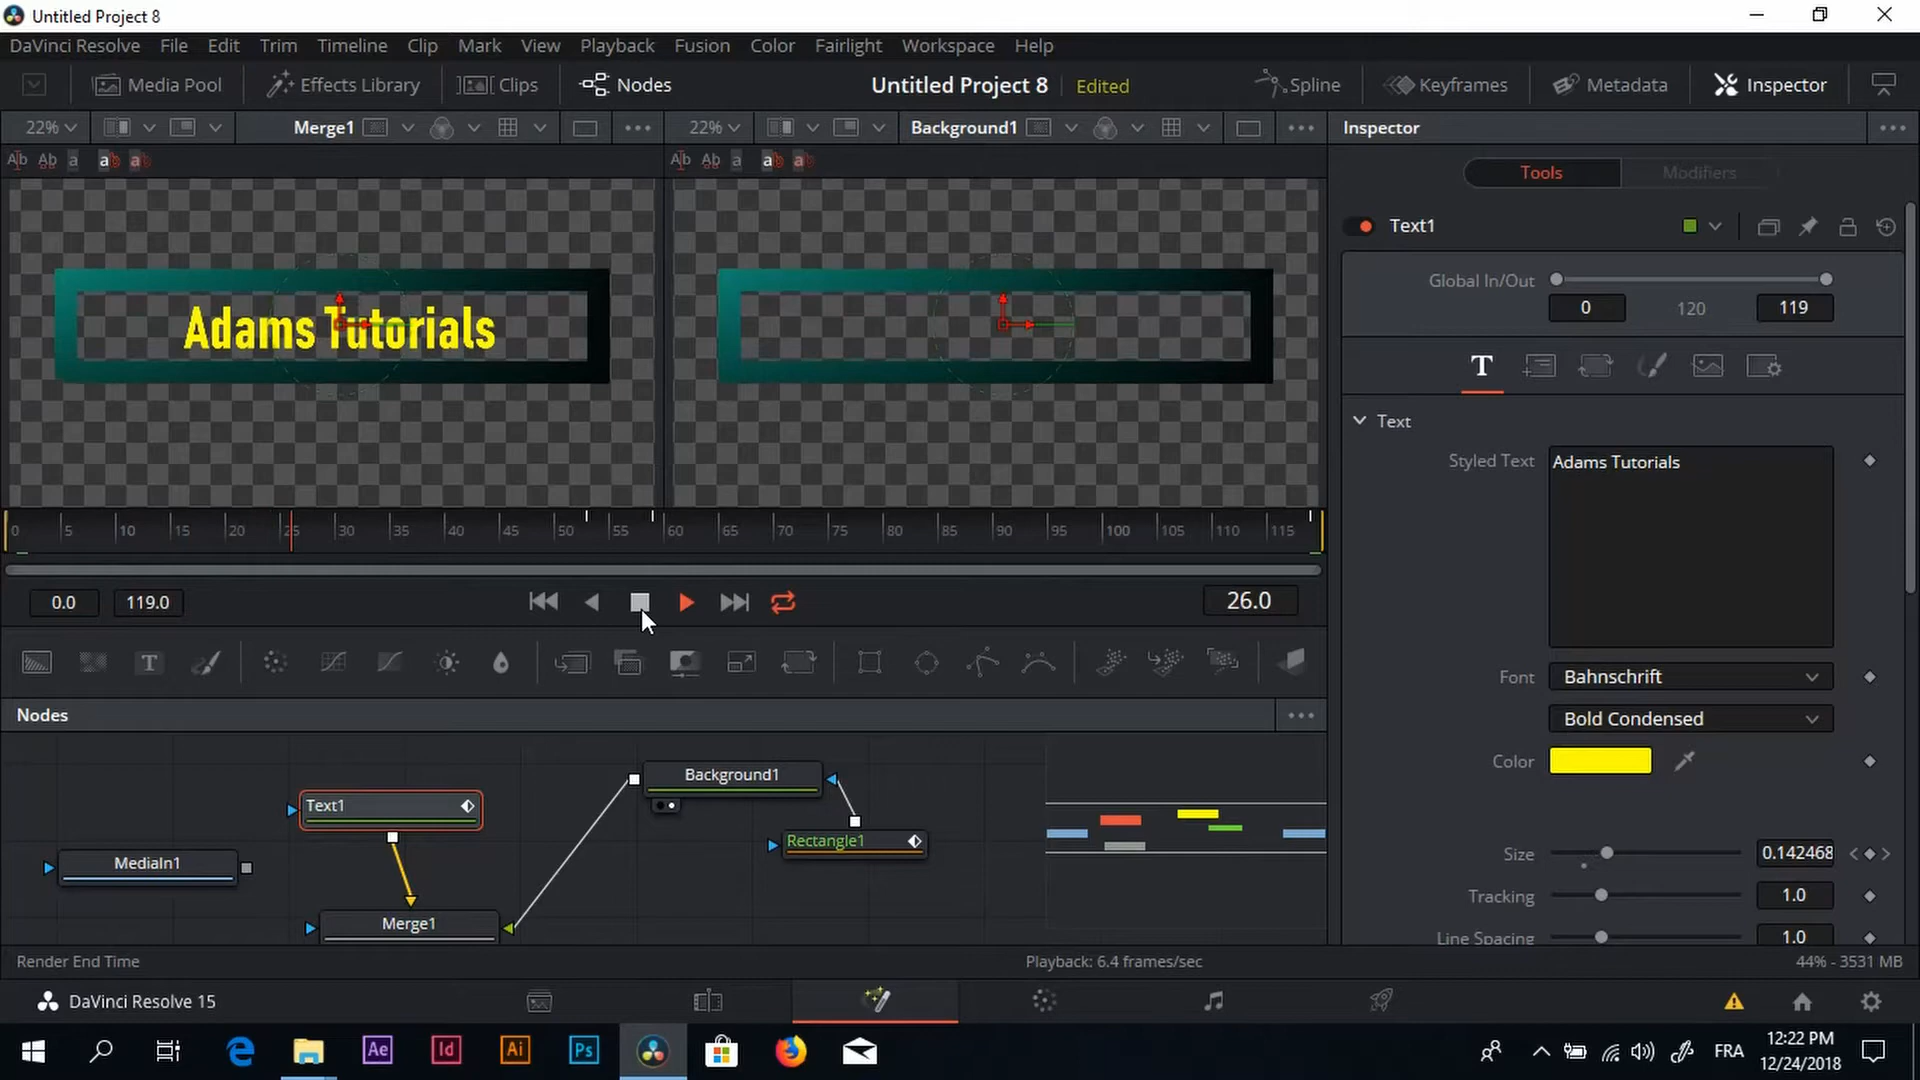 Untitled Project 8
DaVinci Resolve File Edit Trim Timeline Clip Mark View Playback Fusion Color Fairlight Workspace Help
Media Pool Effects Library Clips Nodes Untitled Project 8 Edited Spline Keyframes Metadata Inspector
22% Merge1 22% Background1 Inspector
Tools Modifiers
Text1
Global In/Out
0 120 119
Adams Tutorials
Text
Styled Text Adams Tutorials
0 5 10 15 20 25 30 35 40 45 50 55 60 65 70 75 80 85 90 95 100 105 110 115
0.0 119.0 26.0
Font Bahnschrift
Bold Condensed
Color
Nodes
Background1
Text1
Rectangle1
MediaIn1
Merge1
Size 0.142468
Tracking 1.0
Line Spacing 1.0
Render End Time Playback: 6.4 frames/sec 44% - 3531 MB
DaVinci Resolve 15
Ae Id Ai Ps FRA
12:22 PM
12/24/2018